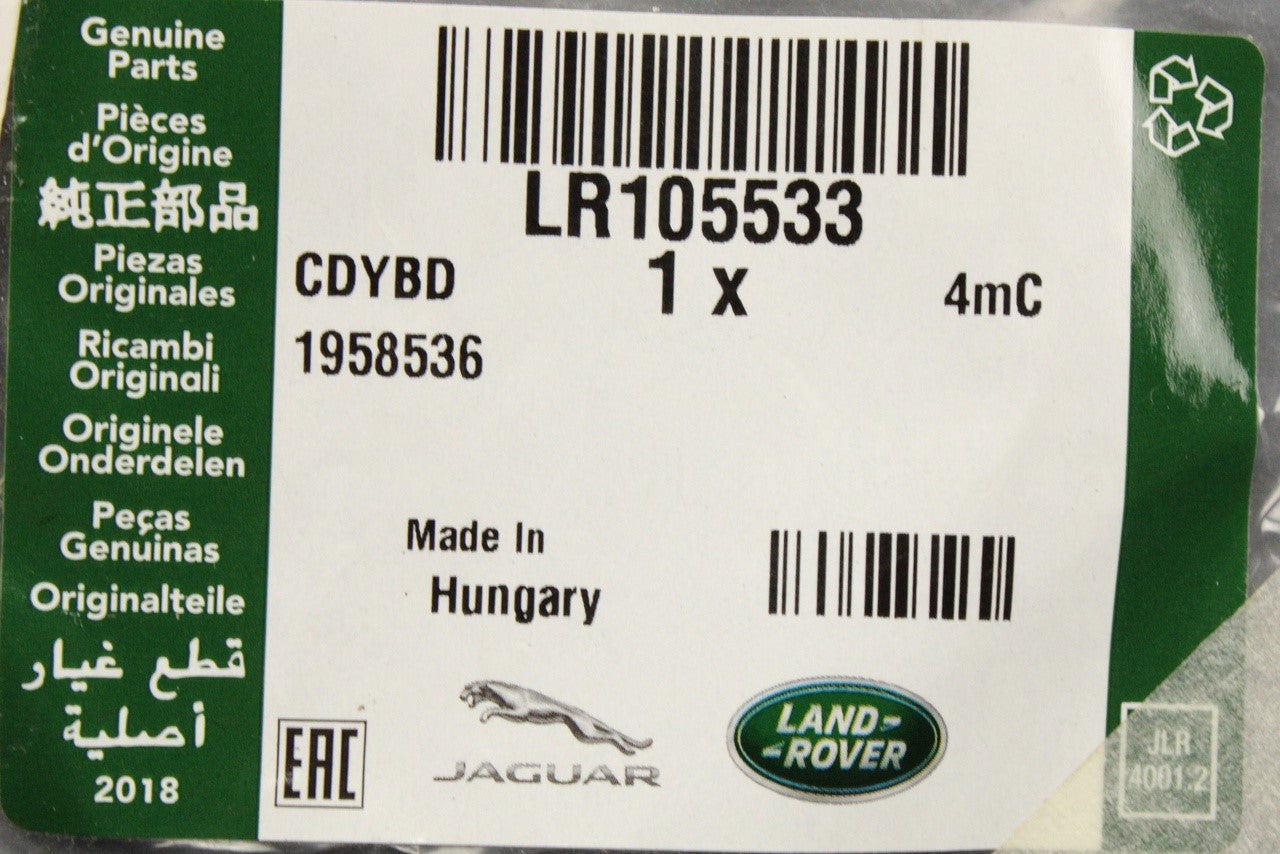 Genuine
Parts
Pièces
d'Origine
純正部品
Piezas
Originales
Ricambi
Originali
Originele
Onderdelen
Peças
Genuinas
Originalteile
قطع غيار
أصلية
2018
LR105533
CDYBD 1 x 4mC
1958536
Made In
Hungary
EAC
JAGUAR
LAND-
-ROVER
JLR
4001.2